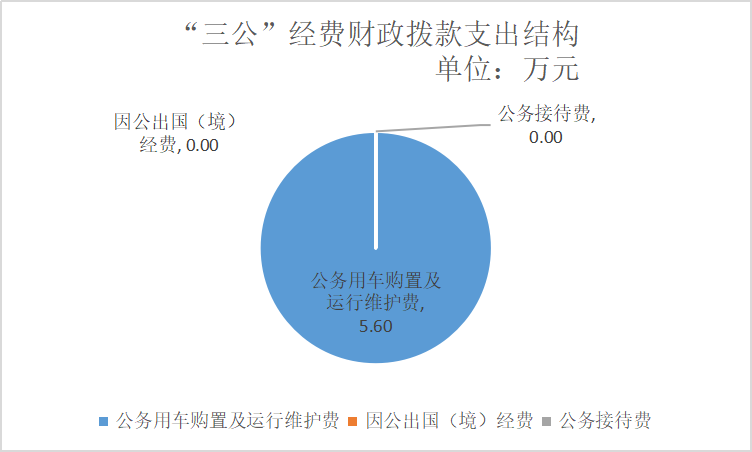 “三公”经费财政拨款支出结构
单位：万元
因公出国（境）
经费, 0.00
公务接待费,
0.00
公务用车购置及
运行维护费,
5.60
公务用车购置及运行维护费 因公出国（境）经费 公务接待费